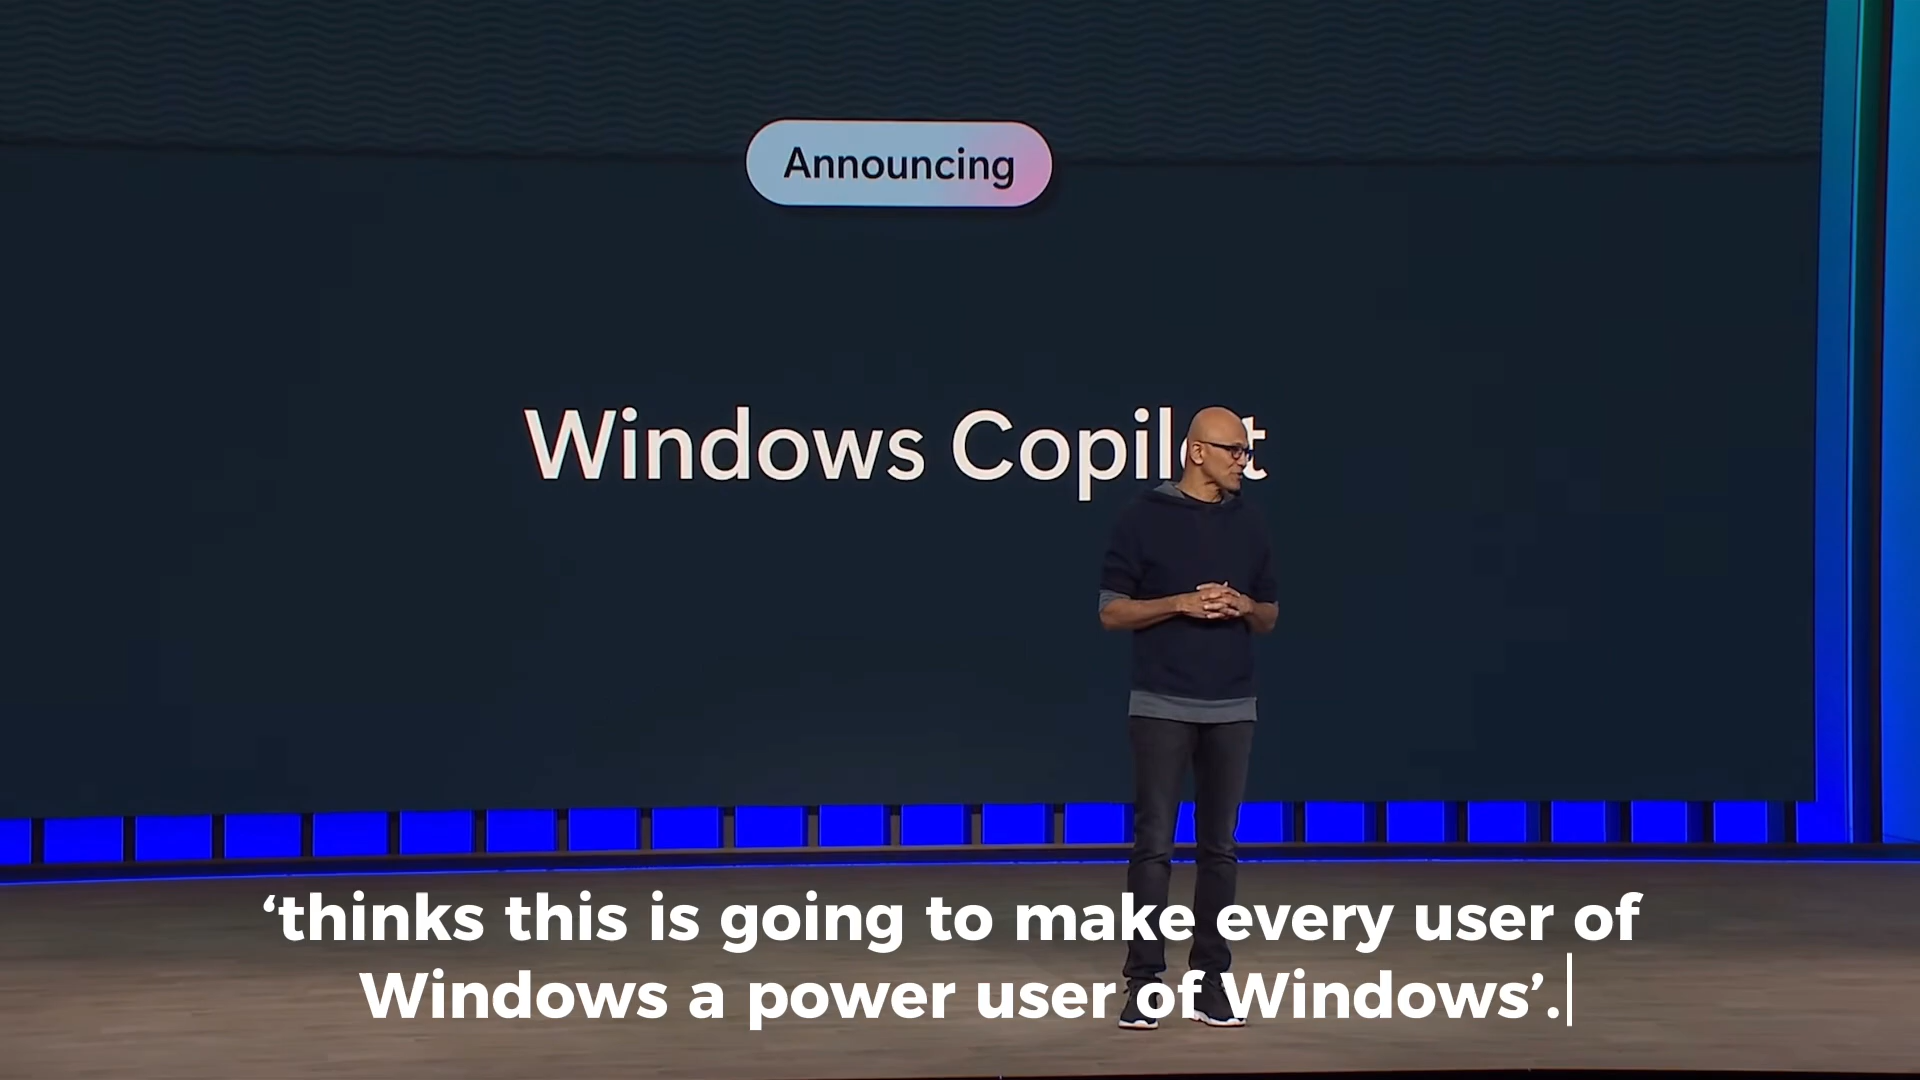 Announcing
Windows Copilot
‘thinks this is going to make every user of
Windows a power user of Windows’.